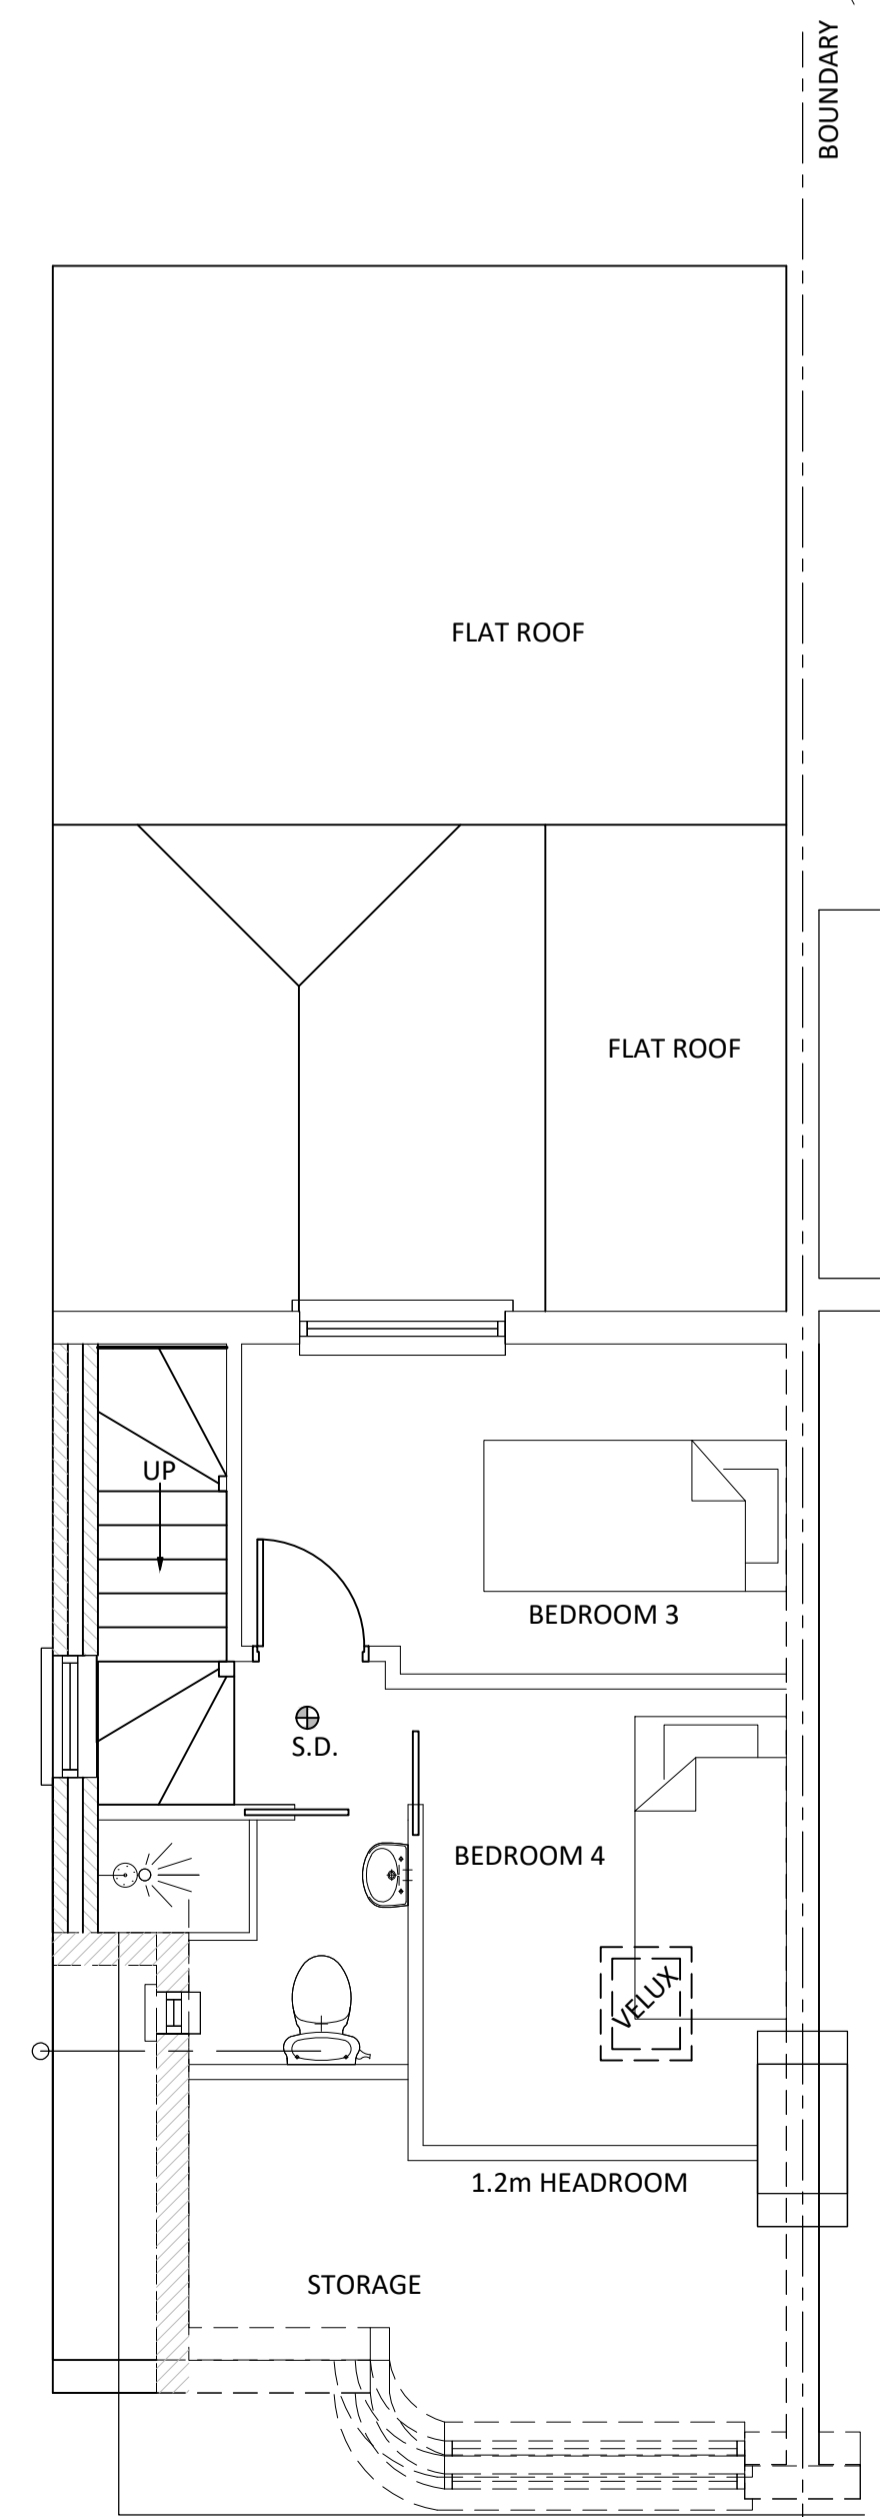 BOUNDARY
FLAT ROOF
FLAT ROOF
UP
BEDROOM 3
S.D.
BEDROOM 4
VELUX
1.2m HEADROOM
STORAGE